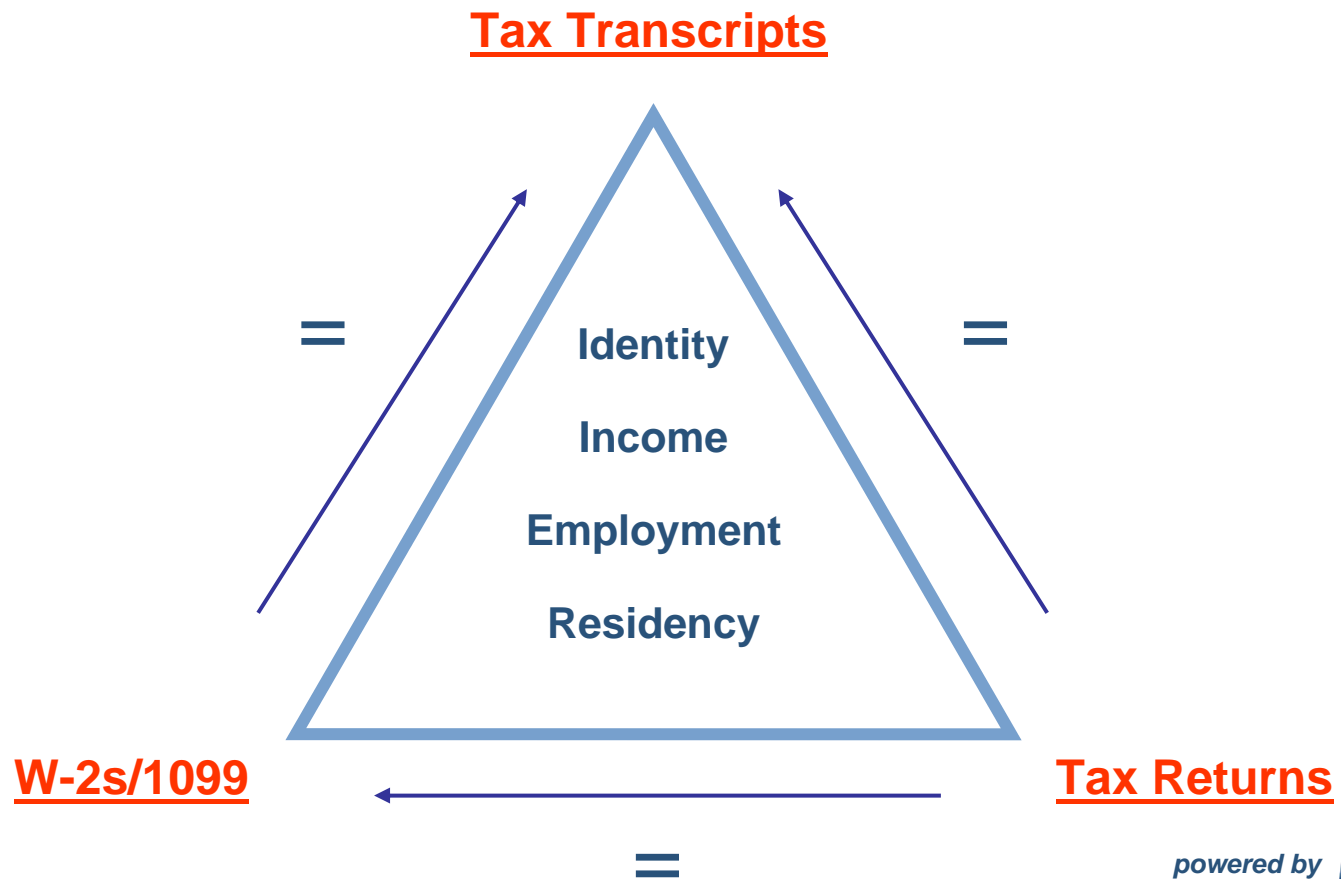 Tax Transcripts
=
=
Identity
Income
Employment
Residency
W-2s/1099
Tax Returns
=
powered by